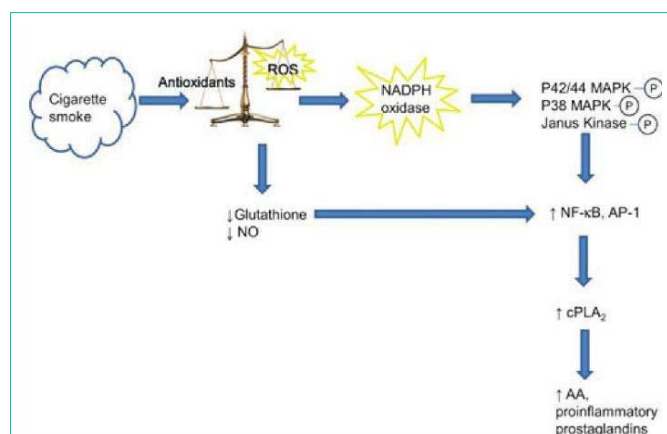 Cigarette
smoke
Antioxidants
ROS
NADPH
oxidase
P42/44 MAPK P
P38 MAPK P
Janus Kinase P
↓Glutathione
↓ NO
↑ NF-κB, AP-1
↑ cPLA₂
↑ AA,
proinflammatory
prostaglandins